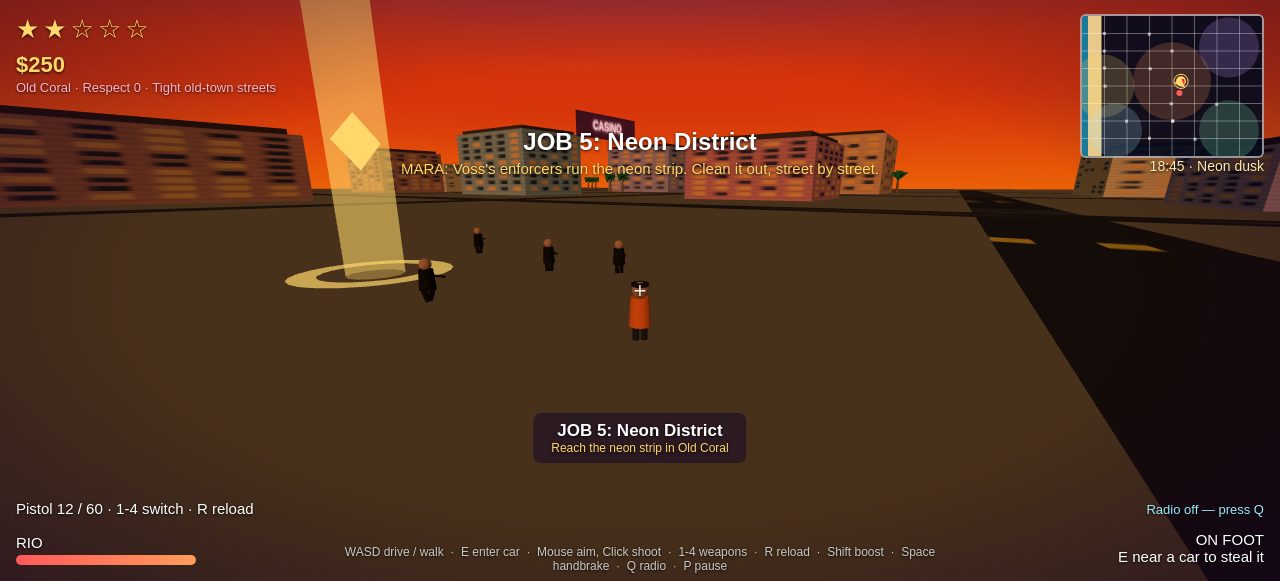 ★★☆☆☆
$250
Old Coral · Respect 0 · Tight old-town streets
CASINO
JOB 5: Neon District
MARA: Voss's enforcers run the neon strip. Clean it out, street by street.
18:45 · Neon dusk
JOB 5: Neon District
Reach the neon strip in Old Coral
Pistol 12 / 60 · 1-4 switch · R reload
Radio off — press Q
RIO
ON FOOT
E near a car to steal it
WASD drive / walk · E enter car · Mouse aim, Click shoot · 1-4 weapons · R reload · Shift boost · Space
handbrake · Q radio · P pause